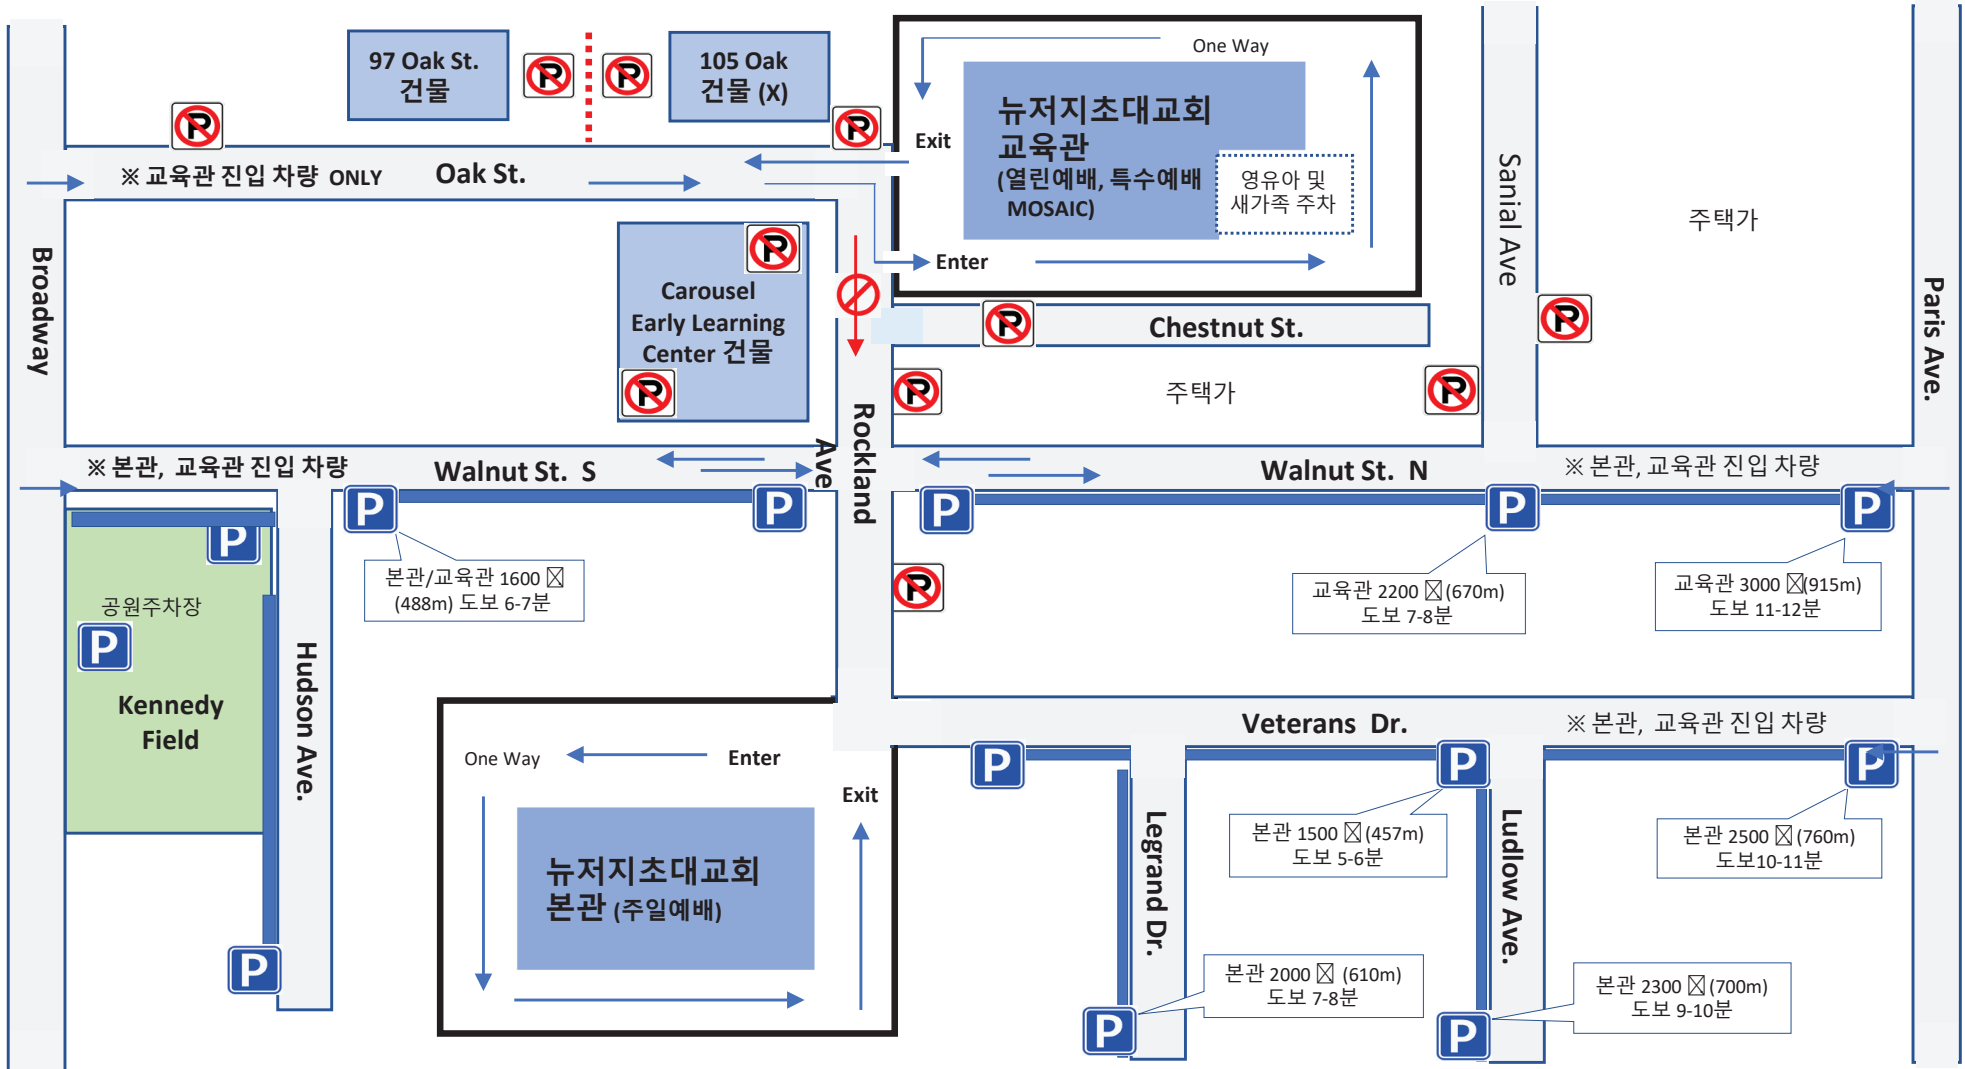 97 Oak St.
건물
105 Oak
건물 (X)
One Way
Exit
뉴저지초대교회
교육관
(열린예배, 특수예배
MOSAIC)
영유아 및
새가족 주차
Enter
※ 교육관 진입 차량 ONLY
Oak St.
Sanial Ave
주택가
Broadway
Carousel
Early Learning
Center 건물
Chestnut St.
Paris Ave.
주택가
Rockland
Ave
※ 본관, 교육관 진입 차량
Walnut St. S
Walnut St. N
※ 본관, 교육관 진입 차량
P
P
P
P
P
P
본관/교육관 1600 ☒
(488m) 도보 6-7분
교육관 2200 ☒(670m)
도보 7-8분
교육관 3000 ☒(915m)
도보 11-12분
공원주차장
P
Kennedy
Field
Hudson Ave.
Veterans Dr.
※ 본관, 교육관 진입 차량
One Way
Enter
Exit
P
P
P
뉴저지초대교회
본관 (주일예배)
Legrand Dr.
본관 1500 ☒(457m)
도보 5-6분
Ludlow Ave.
본관 2500 ☒(760m)
도보10-11분
P
본관 2000 ☒ (610m)
도보 7-8분
본관 2300 ☒(700m)
도보 9-10분
P
P